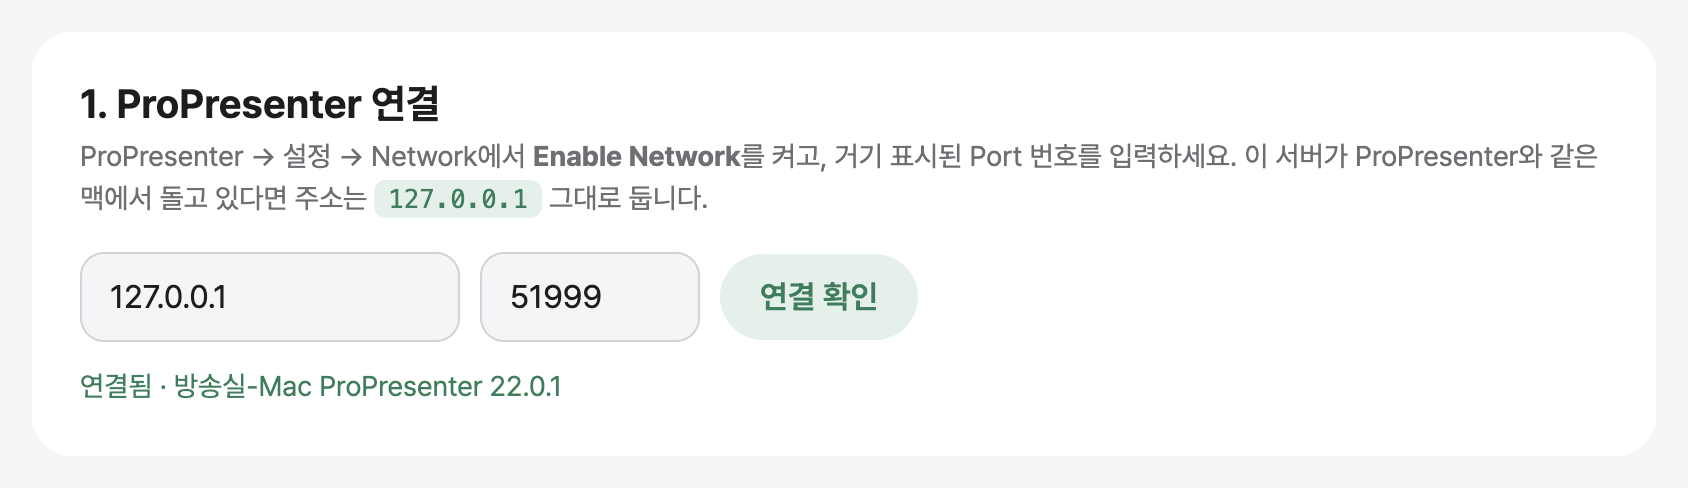 1. ProPresenter 연결
ProPresenter → 설정 → Network에서 Enable Network를 켜고, 거기 표시된 Port 번호를 입력하세요. 이 서버가 ProPresenter와 같은
맥에서 돌고 있다면 주소는 127.0.0.1 그대로 둡니다.
127.0.0.1 51999 연결 확인
연결됨 · 방송실-Mac ProPresenter 22.0.1